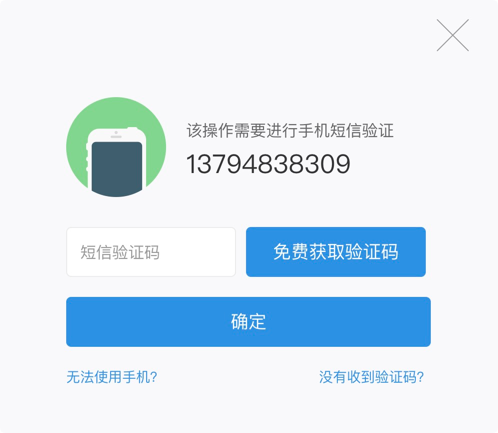 该操作需要进行手机短信验证
13794838309
短信验证码
免费获取验证码
确定
无法使用手机?
没有收到验证码?